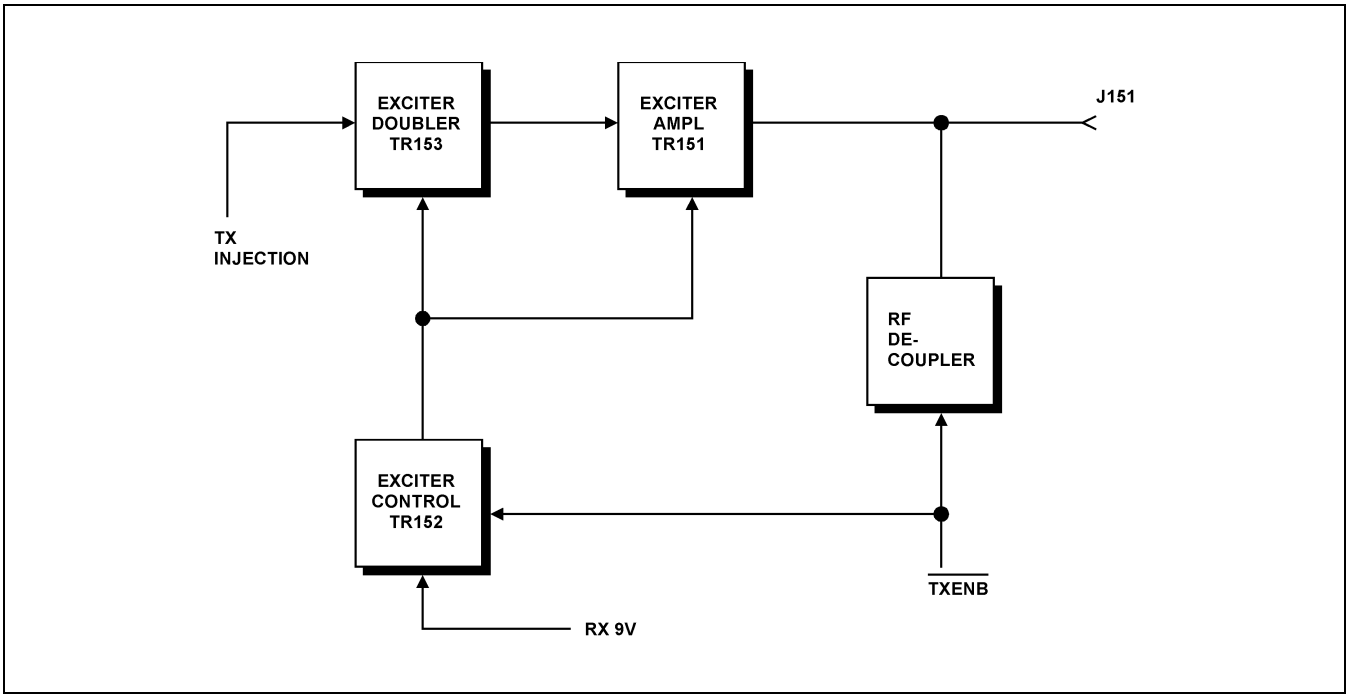 J151
EXCITER
DOUBLER
TR153
EXCITER
AMPL
TR151
TX
INJECTION
RF
DE-
COUPLER
EXCITER
CONTROL
TR152
TXENB
RX 9V